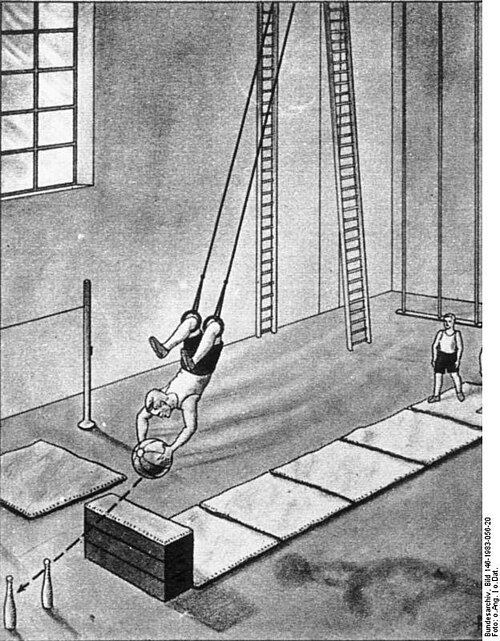 Bundesarchiv, Bild 146-1983-056-20
Foto: o.Ang. | o.Dat.